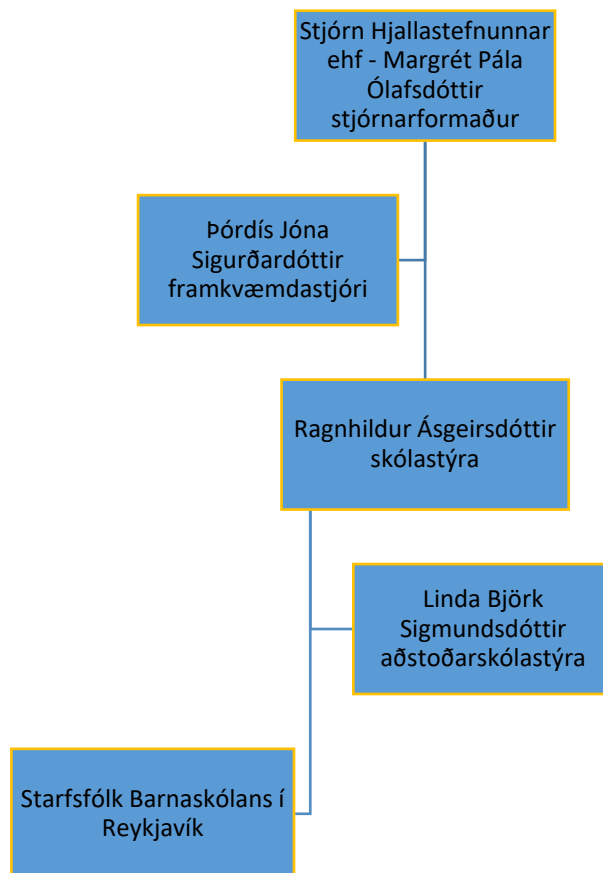 Stjórn Hjallastefnunnar
ehf - Margrét Pála
Ólafsdóttir
stjórnarformaður
Þórdís Jóna
Sigurðardóttir
framkvæmdastjóri
Ragnhildur Ásgeirsdóttir
skólastýra
Linda Björk
Sigmundsdóttir
aðstoðarskólastýra
Starfsfólk Barnaskólans í
Reykjavík